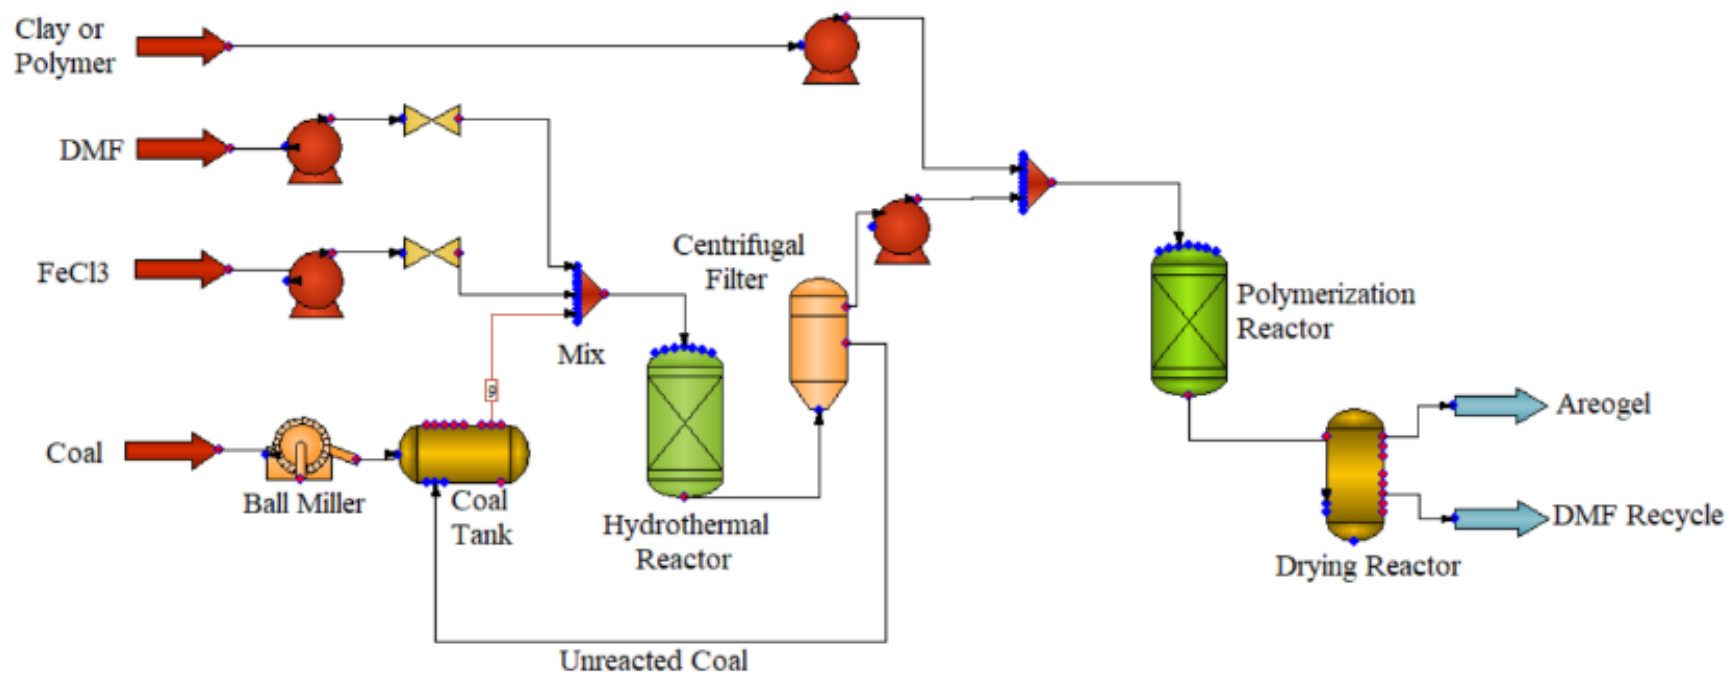 Clay or
Polymer
DMF
FeCl3
Centrifugal
Filter
Mix
Polymerization
Reactor
Areogel
Coal
Ball Miller
Coal
Tank
Hydrothermal
Reactor
DMF Recycle
Drying Reactor
Unreacted Coal